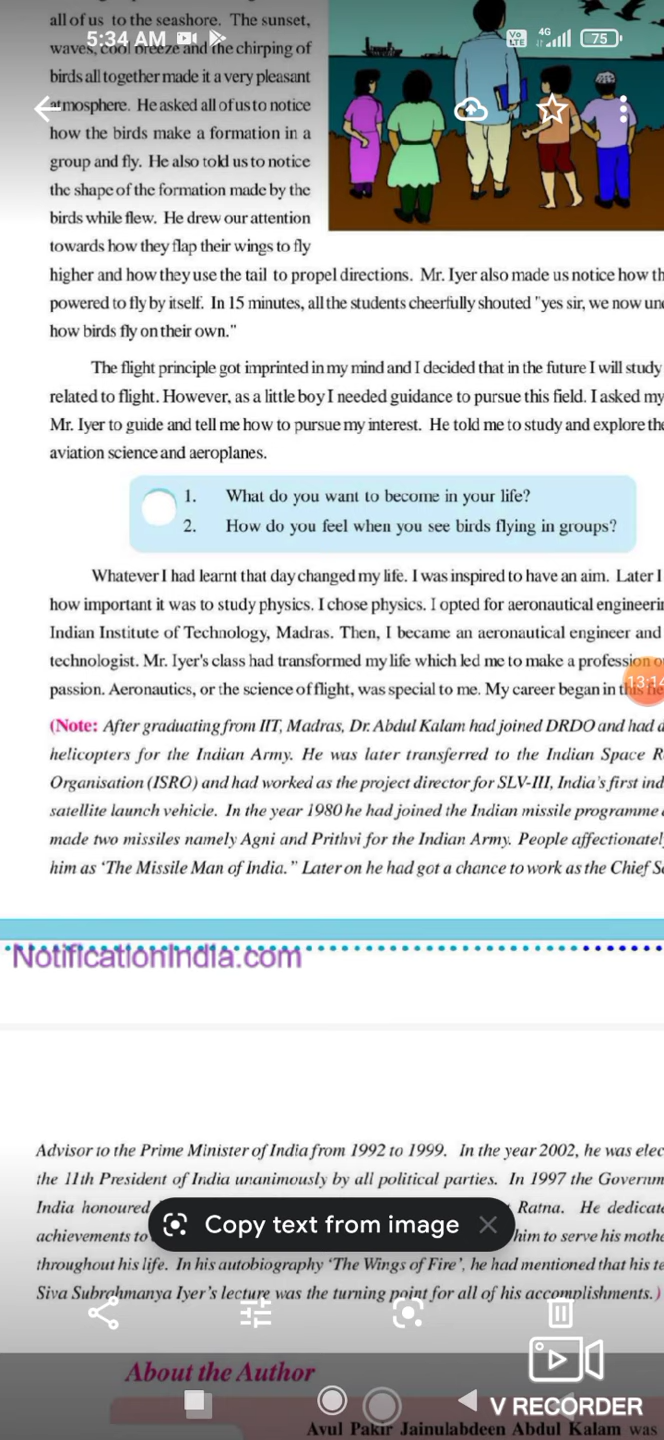 all of us to the seashore. The sunset,
5:34 AM
Vo LTE 4G 75
waves, cool breeze and the chirping of
birds all together made it a very pleasant
atmosphere. He asked all of us to notice
how the birds make a formation in a
group and fly. He also told us to notice
the shape of the formation made by the
birds while flew. He drew our attention
towards how they flap their wings to fly
higher and how they use the tail to propel directions. Mr. Iyer also made us notice how th
powered to fly by itself. In 15 minutes, all the students cheerfully shouted "yes sir, we now un
how birds fly on their own."
The flight principle got imprinted in my mind and I decided that in the future I will study
related to flight. However, as a little boy I needed guidance to pursue this field. I asked my
Mr. Iyer to guide and tell me how to pursue my interest. He told me to study and explore the
aviation science and aeroplanes.
1. What do you want to become in your life?
2. How do you feel when you see birds flying in groups?
Whatever I had learnt that day changed my life. I was inspired to have an aim. Later I
how important it was to study physics. I chose physics. I opted for aeronautical engineerin
Indian Institute of Technology, Madras. Then, I became an aeronautical engineer and
technologist. Mr. Iyer's class had transformed my life which led me to make a profession o
passion. Aeronautics, or the science of flight, was special to me. My career began in this
13:14
(Note: After graduating from IIT, Madras, Dr. Abdul Kalam had joined DRDO and had d
helicopters for the Indian Army. He was later transferred to the Indian Space R
Organisation (ISRO) and had worked as the project director for SLV-III, India's first ind
satellite launch vehicle. In the year 1980 he had joined the Indian missile programme
made two missiles namely Agni and Prithvi for the Indian Army. People affectionately
him as 'The Missile Man of India." Later on he had got a chance to work as the Chief Sc
NotificationIndia.com
Advisor to the Prime Minister of India from 1992 to 1999. In the year 2002, he was elec
the 11th President of India unanimously by all political parties. In 1997 the Governm
India honoured Ratna. He dedicate
Copy text from image
achievements to him to serve his mothe
throughout his life. In his autobiography 'The Wings of Fire', he had mentioned that his te
Siva Subrahmanya Iyer's lecture was the turning point for all of his accomplishments.)
About the Author
V RECORDER
Avul Pakir Jainulabdeen Abdul Kalam was